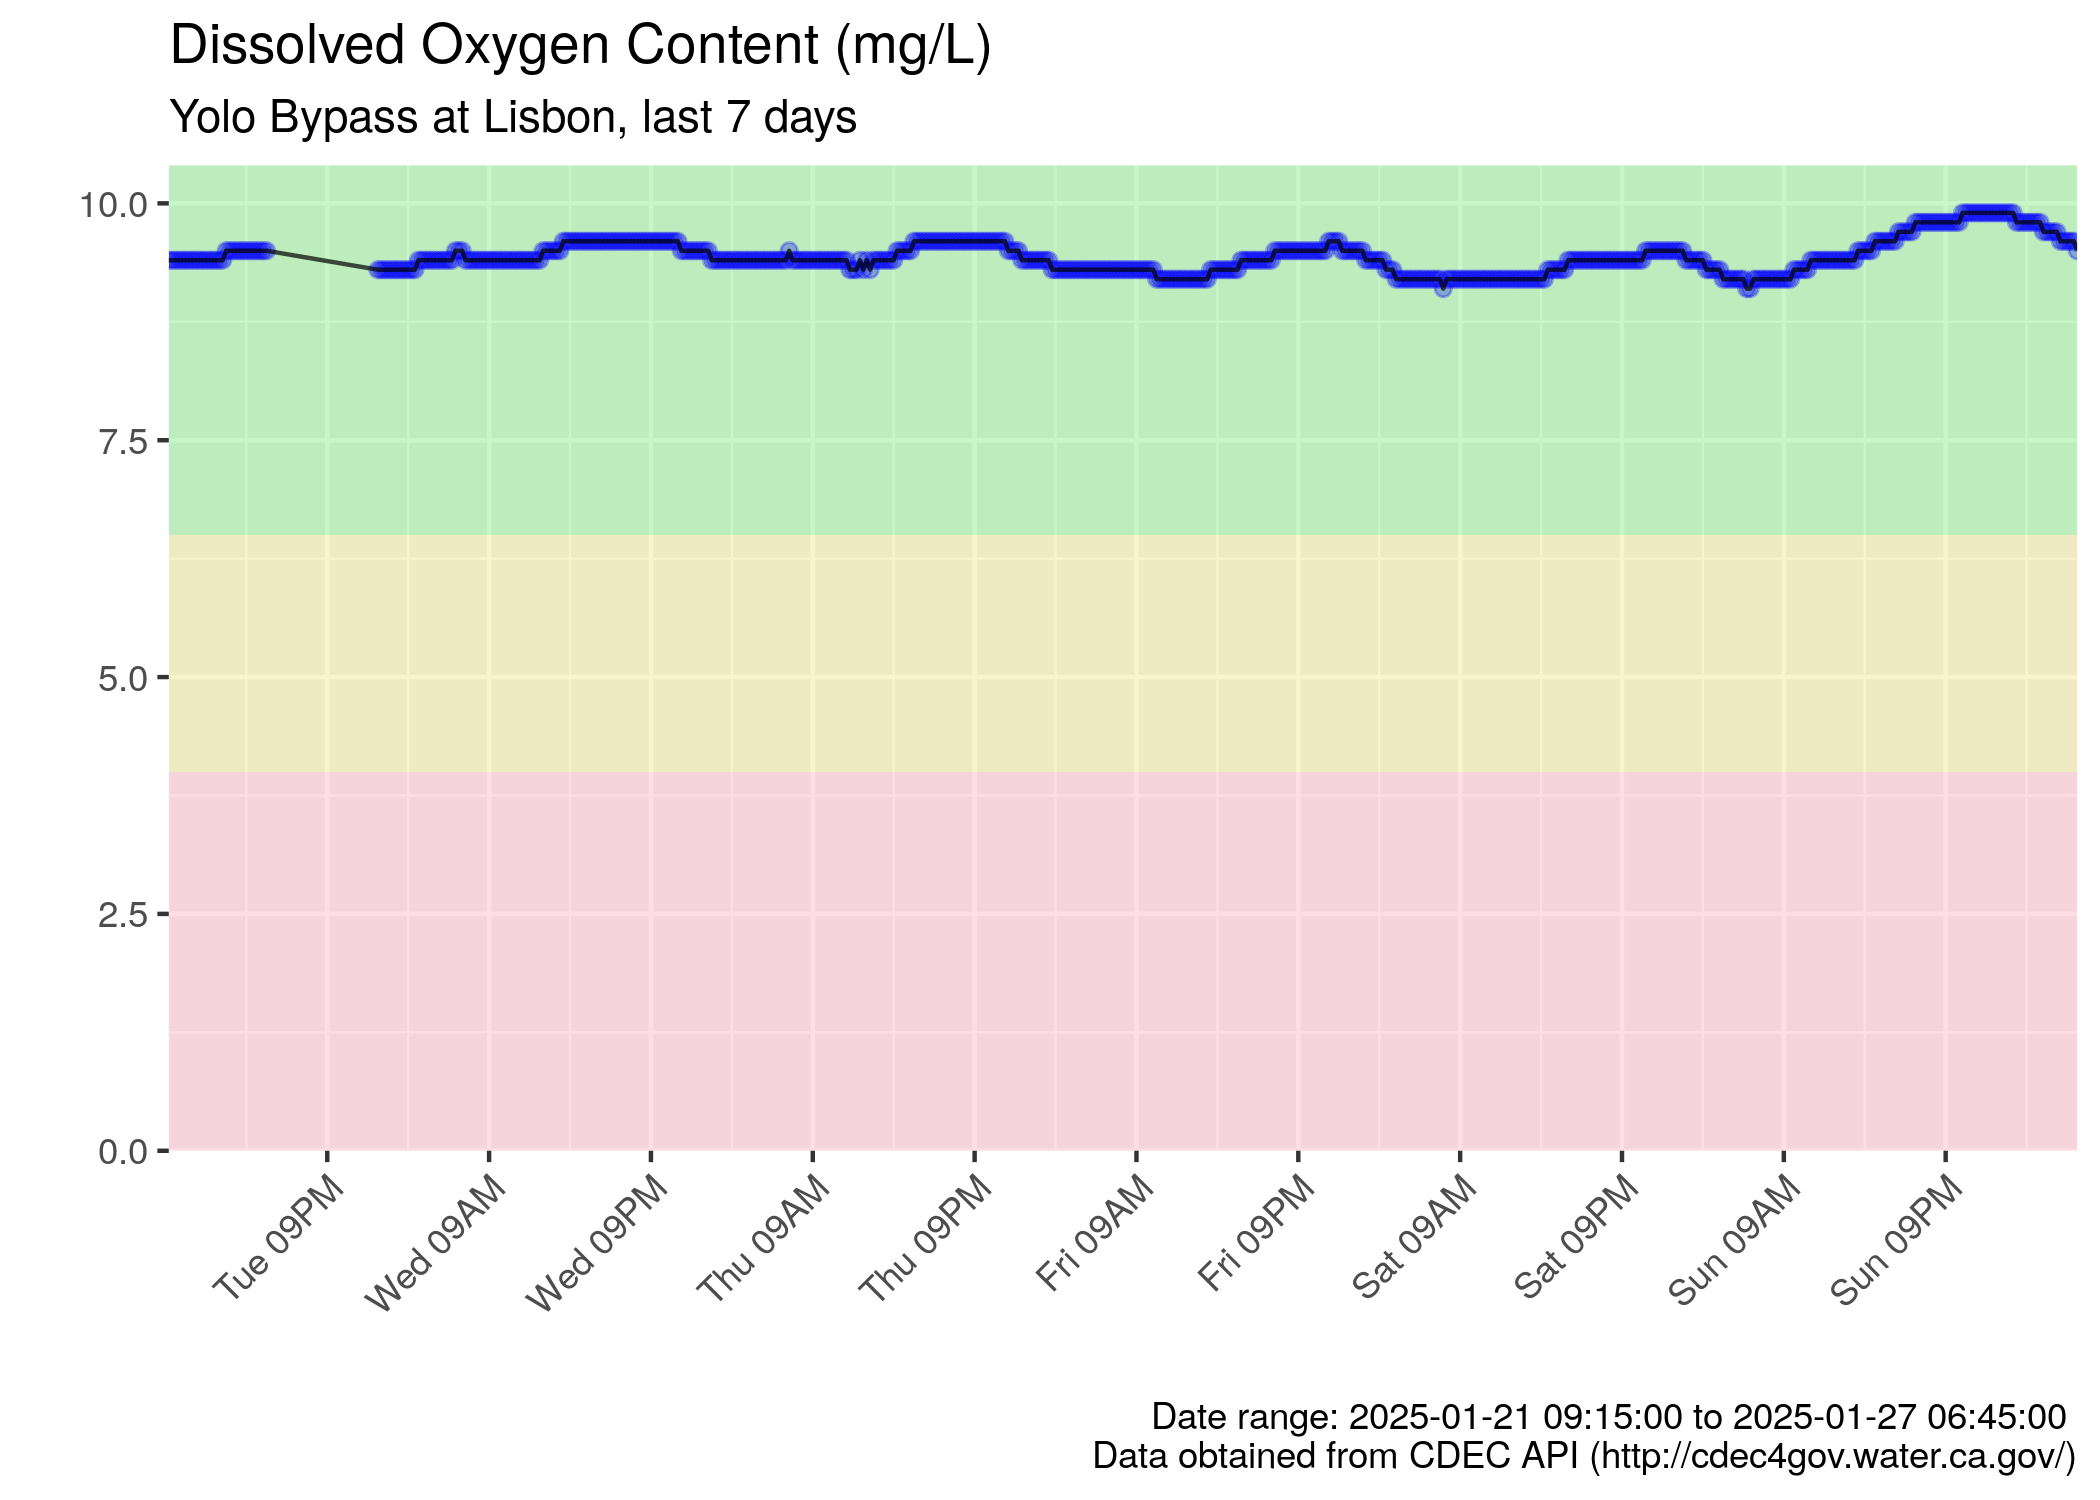 Dissolved Oxygen Content (mg/L)
Yolo Bypass at Lisbon, last 7 days
10.0
7.5
5.0
2.5
0.0
Tue 09PM
Wed 09AM
Wed 09PM
Thu 09AM
Thu 09PM
Fri 09AM
Fri 09PM
Sat 09AM
Sat 09PM
Sun 09AM
Sun 09PM
Date range: 2025-01-21 09:15:00 to 2025-01-27 06:45:00
Data obtained from CDEC API (http://cdec4gov.water.ca.gov/)